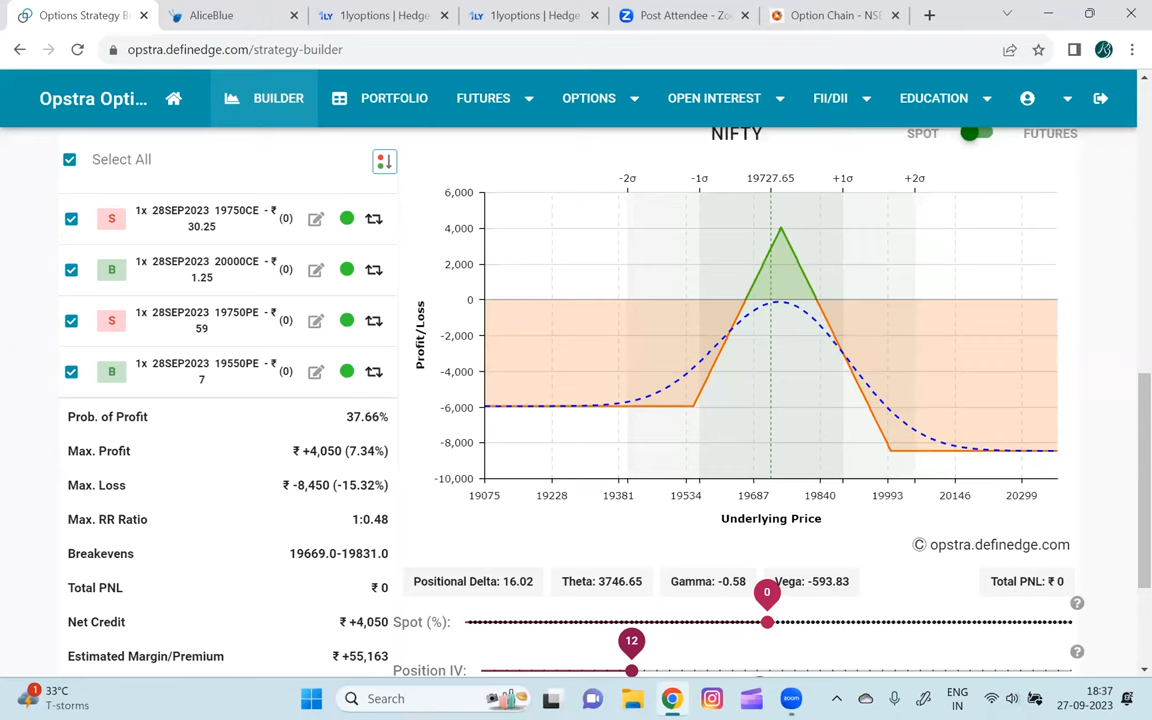 Options Strategy B
AliceBlue
1lyoptions | Hedge
1lyoptions | Hedge
Post Attendee - Zo
Option Chain - NSE
opstra.definedge.com/strategy-builder
Opstra Opti...
BUILDER
PORTFOLIO
FUTURES
OPTIONS
OPEN INTEREST
FII/DII
EDUCATION
NIFTY
SPOT
FUTURES
Select All
S
1x 28SEP2023 19750CE - ₹
30.25
(0)
B
1x 28SEP2023 20000CE - ₹
1.25
(0)
S
1x 28SEP2023 19750PE - ₹
59
(0)
B
1x 28SEP2023 19550PE - ₹
7
(0)
Prob. of Profit 37.66%
Max. Profit ₹ +4,050 (7.34%)
Max. Loss ₹ -8,450 (-15.32%)
Max. RR Ratio 1:0.48
Breakevens 19669.0-19831.0
Total PNL ₹ 0
Net Credit ₹ +4,050
Estimated Margin/Premium ₹ +55,163
-2σ -1σ 19727.65 +1σ +2σ
6,000
4,000
2,000
0
-2,000
-4,000
-6,000
-8,000
-10,000
Profit/Loss
19075 19228 19381 19534 19687 19840 19993 20146 20299
Underlying Price
© opstra.definedge.com
Positional Delta: 16.02
Theta: 3746.65
Gamma: -0.58
Vega: -593.83
Total PNL: ₹ 0
0
Spot (%):
12
Position IV:
1
33°C
T-storms
Search
zoom
ENG
IN
18:37
27-09-2023